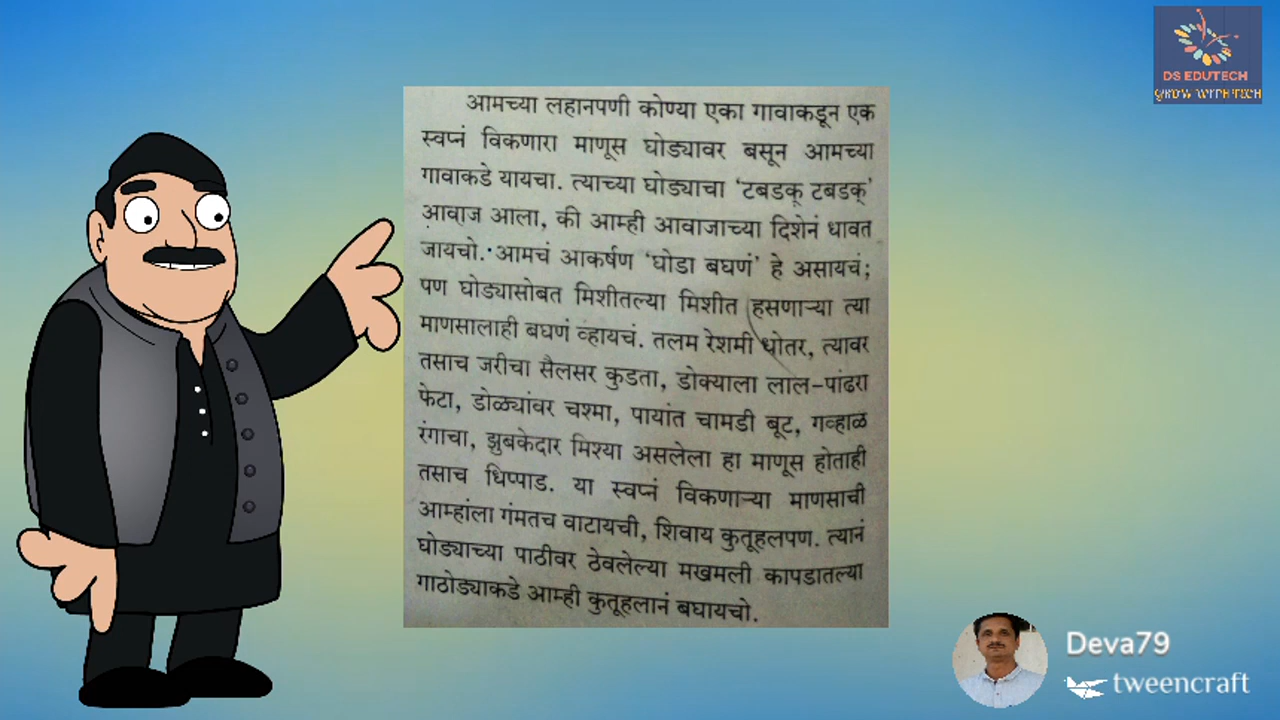 DS EDUTECH
GROW WITH TECH
आमच्या लहानपणी कोण्या एका गावाकडून एक
स्वप्नं विकणारा माणूस घोड्यावर बसून आमच्या
गावाकडे यायचा. त्याच्या घोड्याचा ‘टबडक् टबडक्’
आवाज आला, की आम्ही आवाजाच्या दिशेनं धावत
जायचो. आमचं आकर्षण ‘घोडा बघणं’ हे असायचं;
पण घोड्यासोबत मिशीतल्या मिशीत हसणाऱ्या त्या
माणसालाही बघणं व्हायचं. तलम रेशमी धोतर, त्यावर
तसाच जरीचा सैलसर कुडता, डोक्याला लाल-पांढरा
फेटा, डोळ्यांवर चश्मा, पायांत चामडी बूट, गव्हाळ
रंगाचा, झुबकेदार मिश्या असलेला हा माणूस होताही
तसाच धिप्पाड. या स्वप्नं विकणाऱ्या माणसाची
आम्हांला गंमतच वाटायची, शिवाय कुतूहलपण. त्यानं
घोड्याच्या पाठीवर ठेवलेल्या मखमली कापडातल्या
गाठोड्याकडे आम्ही कुतूहलानं बघायचो.
Deva79
tweencraft